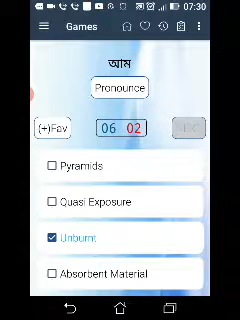 07:30
Games
আম
Pronounce
(+)Fav
06 02
Pyramids
Quasi Exposure
Unburnt
Absorbent Material